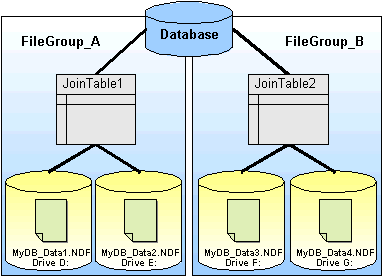 Database
FileGroup_A
FileGroup_B
JoinTable1
JoinTable2
MyDB_Data1.NDF
Drive D:
MyDB_Data2.NDF
Drive E:
MyDB_Data3.NDF
Drive F:
MyDB_Data4.NDF
Drive G: